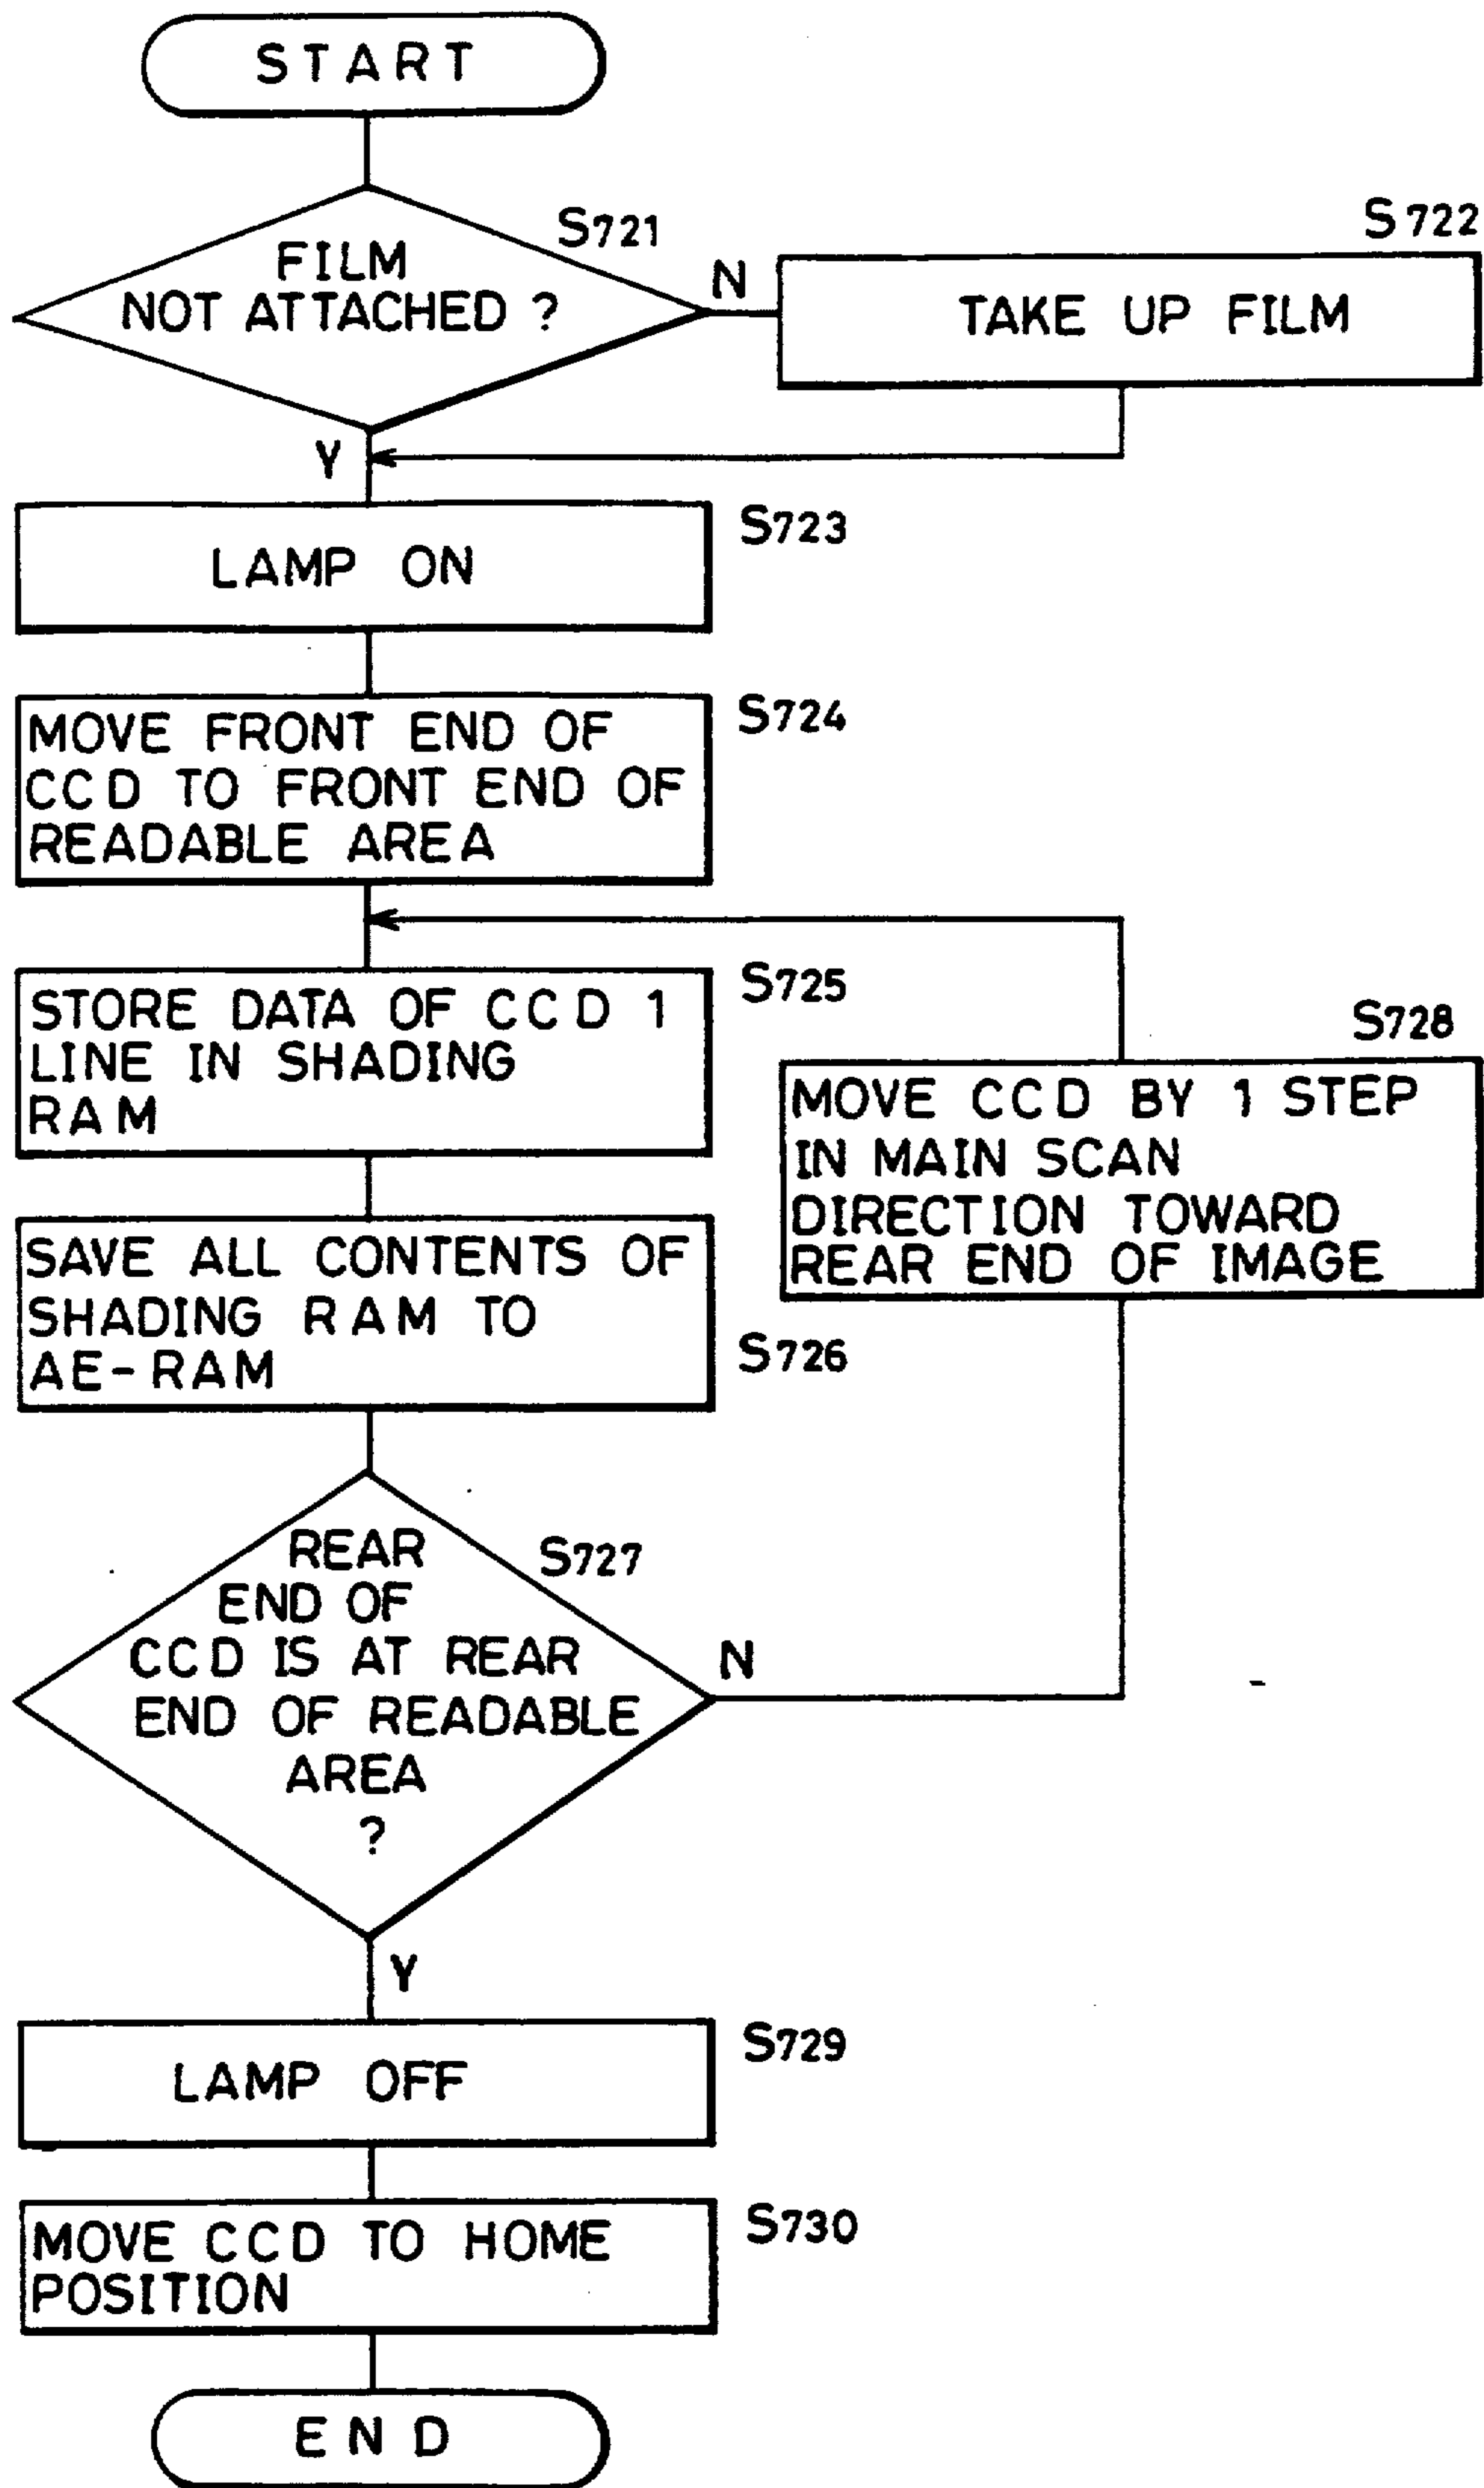 START
S721
FILM
NOT ATTACHED ?
N
S722
TAKE UP FILM
Y
S723
LAMP ON
S724
MOVE FRONT END OF
CCD TO FRONT END OF
READABLE AREA
S725
STORE DATA OF CCD 1
LINE IN SHADING
RAM
S728
MOVE CCD BY 1 STEP
IN MAIN SCAN
DIRECTION TOWARD
REAR END OF IMAGE
SAVE ALL CONTENTS OF
SHADING RAM TO
AE-RAM
S726
S727
REAR
END OF
CCD IS AT REAR
END OF READABLE
AREA
?
N
Y
S729
LAMP OFF
S730
MOVE CCD TO HOME
POSITION
END